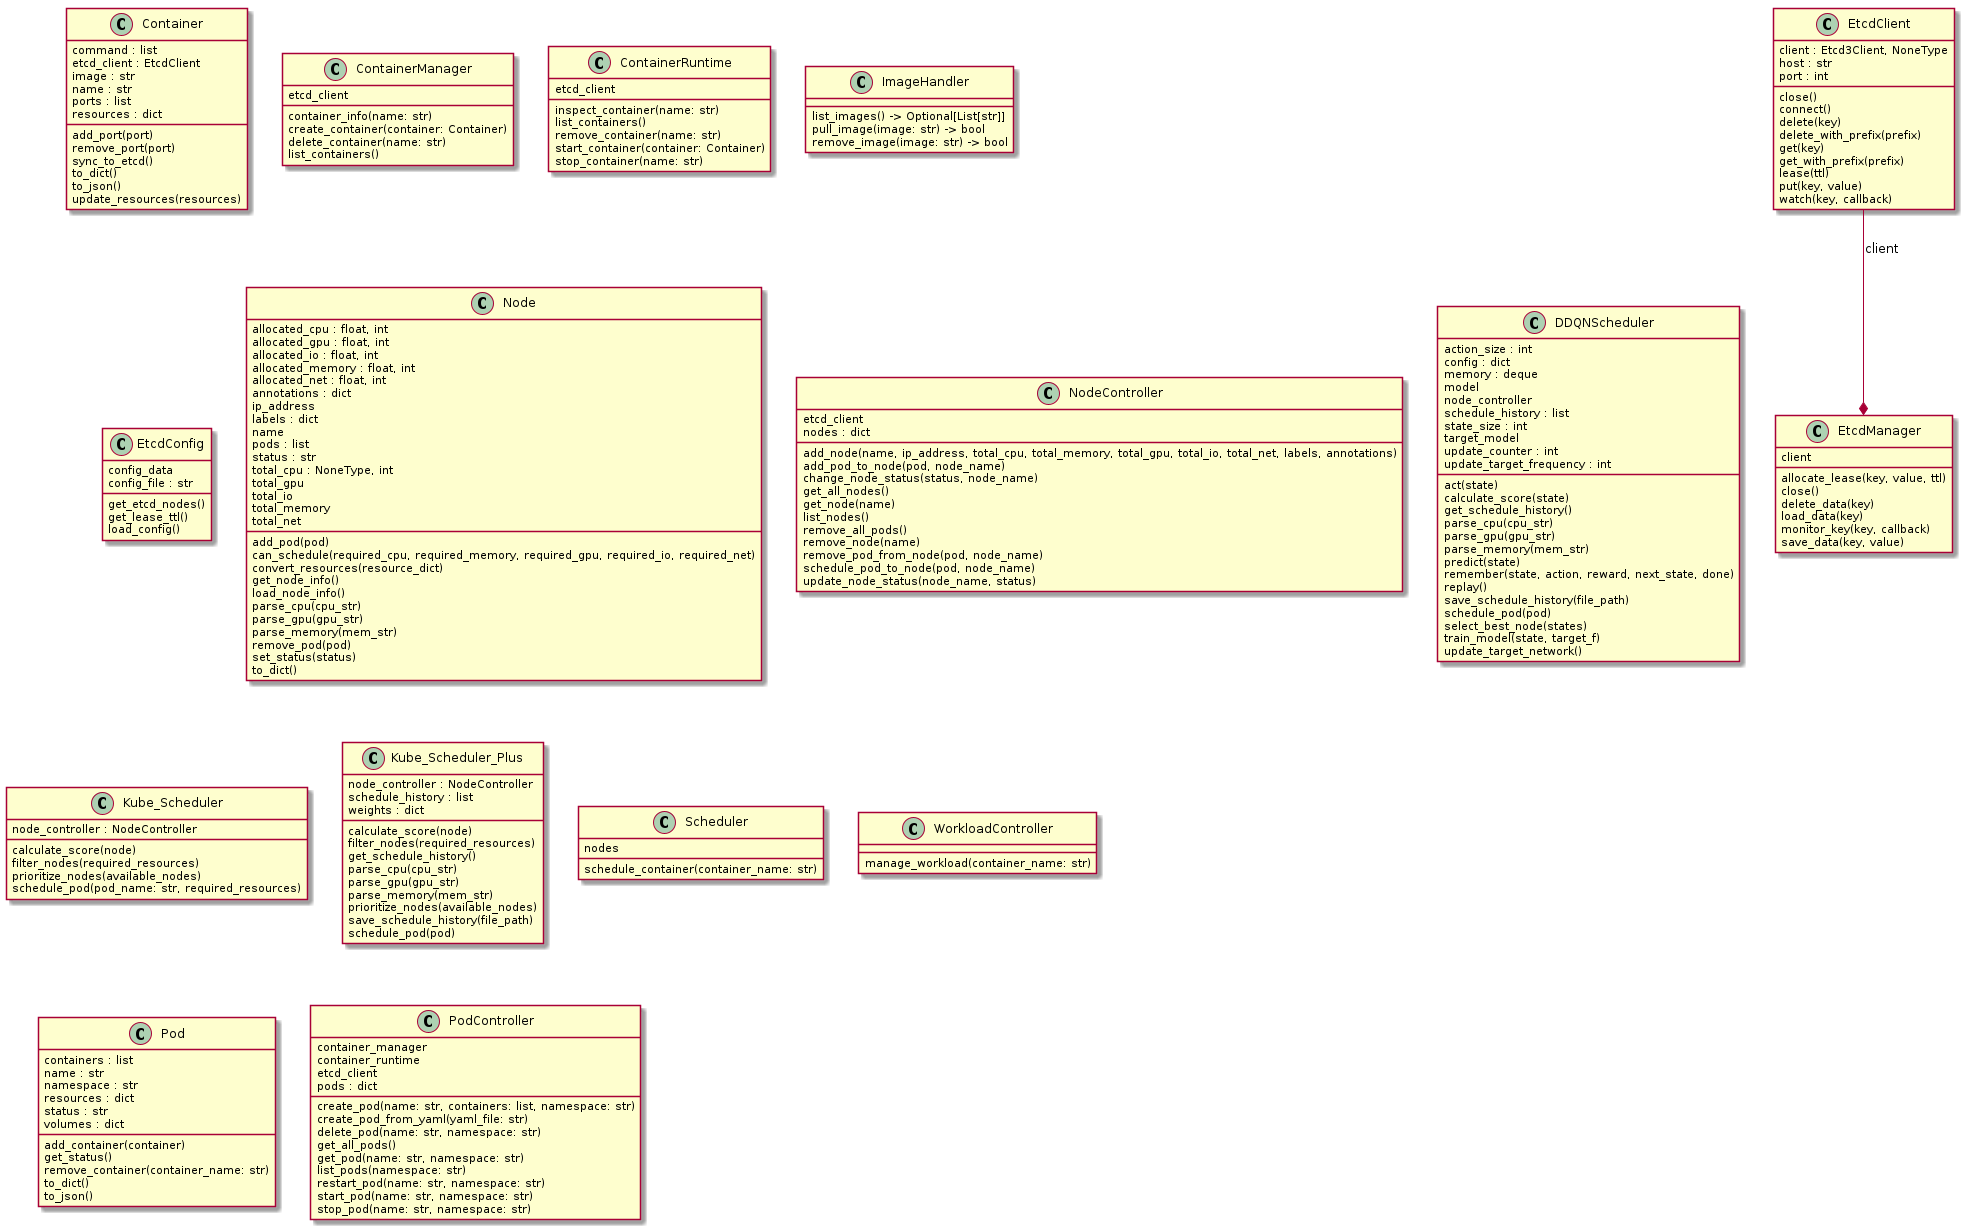 C Container
command : list
etcd_client : EtcdClient
image : str
name : str
ports : list
resources : dict
add_port(port)
remove_port(port)
sync_to_etcd()
to_dict()
to_json()
update_resources(resources)
C ContainerManager
etcd_client
container_info(name: str)
create_container(container: Container)
delete_container(name: str)
list_containers()
C ContainerRuntime
etcd_client
inspect_container(name: str)
list_containers()
remove_container(name: str)
start_container(container: Container)
stop_container(name: str)
C ImageHandler
list_images() -> Optional[List[str]]
pull_image(image: str) -> bool
remove_image(image: str) -> bool
C EtcdClient
client : Etcd3Client, NoneType
host : str
port : int
close()
connect()
delete(key)
delete_with_prefix(prefix)
get(key)
get_with_prefix(prefix)
lease(ttl)
put(key, value)
watch(key, callback)
client
C EtcdConfig
config_data
config_file : str
get_etcd_nodes()
get_lease_ttl()
load_config()
C Node
allocated_cpu : float, int
allocated_gpu : float, int
allocated_io : float, int
allocated_memory : float, int
allocated_net : float, int
annotations : dict
ip_address
labels : dict
name
pods : list
status : str
total_cpu : NoneType, int
total_gpu
total_io
total_memory
total_net
add_pod(pod)
can_schedule(required_cpu, required_memory, required_gpu, required_io, required_net)
convert_resources(resource_dict)
get_node_info()
load_node_info()
parse_cpu(cpu_str)
parse_gpu(gpu_str)
parse_memory(mem_str)
remove_pod(pod)
set_status(status)
to_dict()
C NodeController
etcd_client
nodes : dict
add_node(name, ip_address, total_cpu, total_memory, total_gpu, total_io, total_net, labels, annotations)
add_pod_to_node(pod, node_name)
change_node_status(status, node_name)
get_all_nodes()
get_node(name)
list_nodes()
remove_all_pods()
remove_node(name)
remove_pod_from_node(pod, node_name)
schedule_pod_to_node(pod, node_name)
update_node_status(node_name, status)
C DDQNScheduler
action_size : int
config : dict
memory : deque
model
node_controller
schedule_history : list
state_size : int
target_model
update_counter : int
update_target_frequency : int
act(state)
calculate_score(state)
get_schedule_history()
parse_cpu(cpu_str)
parse_gpu(gpu_str)
parse_memory(mem_str)
predict(state)
remember(state, action, reward, next_state, done)
replay()
save_schedule_history(file_path)
schedule_pod(pod)
select_best_node(states)
train_model(state, target_f)
update_target_network()
C EtcdManager
client
allocate_lease(key, value, ttl)
close()
delete_data(key)
load_data(key)
monitor_key(key, callback)
save_data(key, value)
C Kube_Scheduler
node_controller : NodeController
calculate_score(node)
filter_nodes(required_resources)
prioritize_nodes(available_nodes)
schedule_pod(pod_name: str, required_resources)
C Kube_Scheduler_Plus
node_controller : NodeController
schedule_history : list
weights : dict
calculate_score(node)
filter_nodes(required_resources)
get_schedule_history()
parse_cpu(cpu_str)
parse_gpu(gpu_str)
parse_memory(mem_str)
prioritize_nodes(available_nodes)
save_schedule_history(file_path)
schedule_pod(pod)
C Scheduler
nodes
schedule_container(container_name: str)
C WorkloadController
manage_workload(container_name: str)
C Pod
containers : list
name : str
namespace : str
resources : dict
status : str
volumes : dict
add_container(container)
get_status()
remove_container(container_name: str)
to_dict()
to_json()
C PodController
container_manager
container_runtime
etcd_client
pods : dict
create_pod(name: str, containers: list, namespace: str)
create_pod_from_yaml(yaml_file: str)
delete_pod(name: str, namespace: str)
get_all_pods()
get_pod(name: str, namespace: str)
list_pods(namespace: str)
restart_pod(name: str, namespace: str)
start_pod(name: str, namespace: str)
stop_pod(name: str, namespace: str)